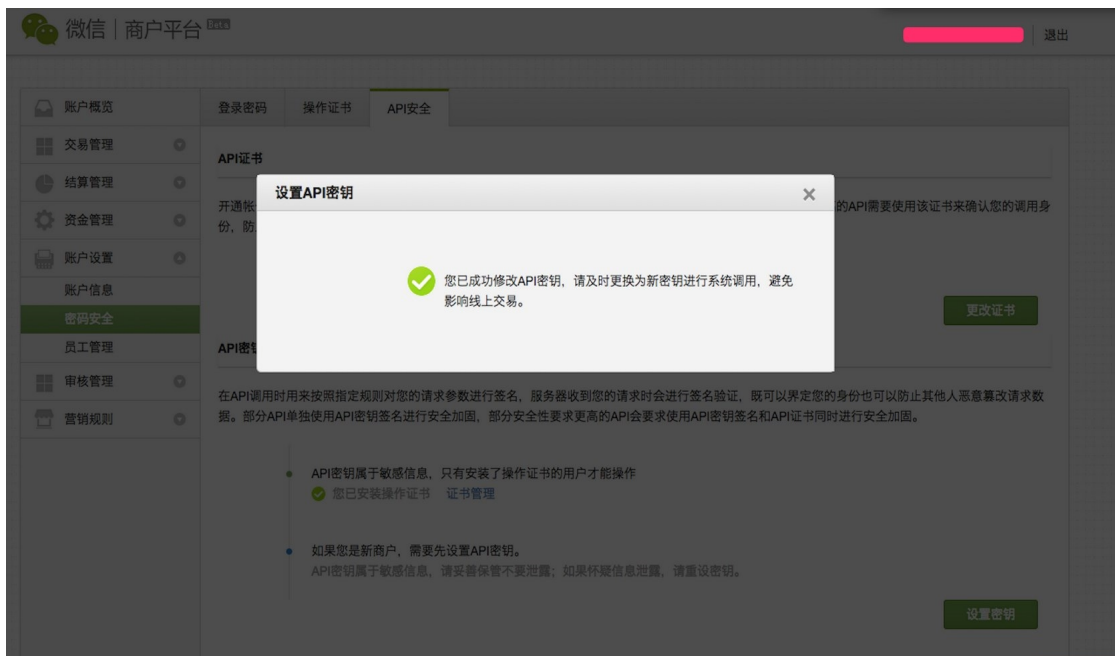 微信 | 商户平台 Beta
退出
账户概览
交易管理
结算管理
资金管理
账户设置
账户信息
密码安全
员工管理
审核管理
营销规则
登录密码 操作证书 API安全
API证书
开通帐
的API需要使用该证书来确认您的调用身
份，防
更改证书
设置API密钥
您已成功修改API密钥，请及时更换为新密钥进行系统调用，避免
影响线上交易。
API密
在API调用时用来按照指定规则对您的请求参数进行签名，服务器收到您的请求时会进行签名验证，既可以界定您的身份也可以防止其他人恶意篡改请求数
据。部分API单独使用API密钥签名进行安全加固，部分安全性要求更高的API会要求使用API密钥签名和API证书同时进行安全加固。
API密钥属于敏感信息，只有安装了操作证书的用户才能操作
您已安装操作证书 证书管理
如果您是新商户，需要先设置API密钥。
API密钥属于敏感信息，请妥善保管不要泄露；如果怀疑信息泄露，请重设密钥。
设置密钥